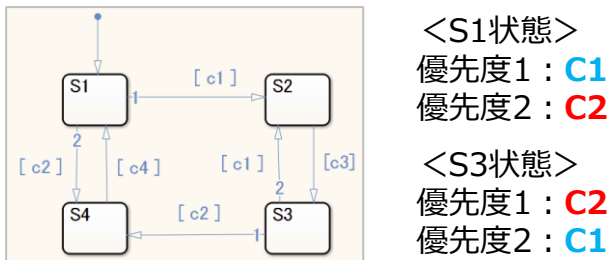 S1
1
[ c1 ]
S2
2
[ c2 ]
[ c4 ]
[ c1 ]
[c3]
2
S4
[ c2 ]
1
S3
＜S1状態＞
優先度1：C1
優先度2：C2
＜S3状態＞
優先度1：C2
優先度2：C1